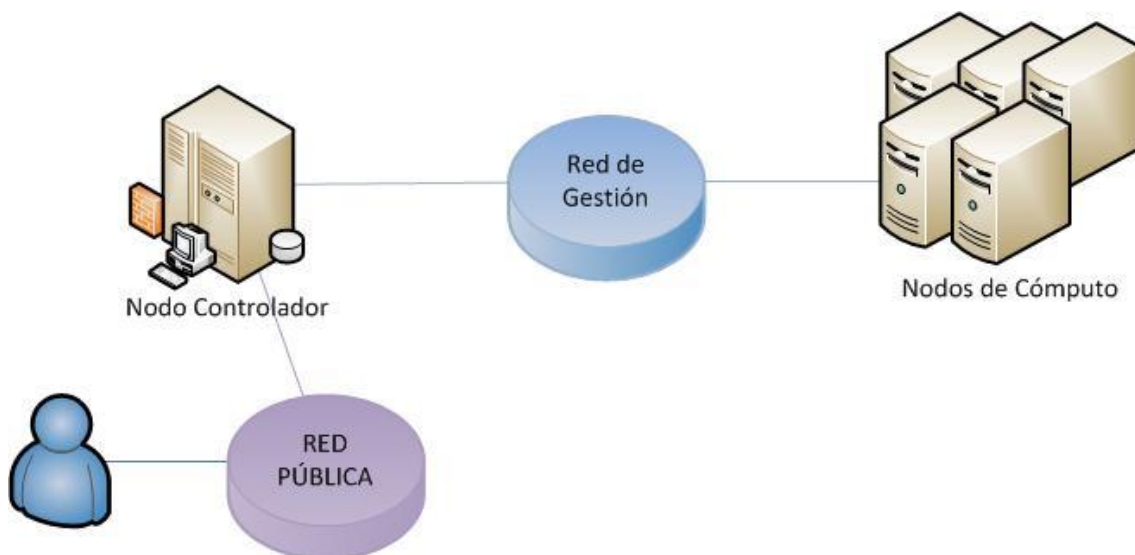 Red de
Gestión
Nodo Controlador
Nodos de Cómputo
RED
PÚBLICA